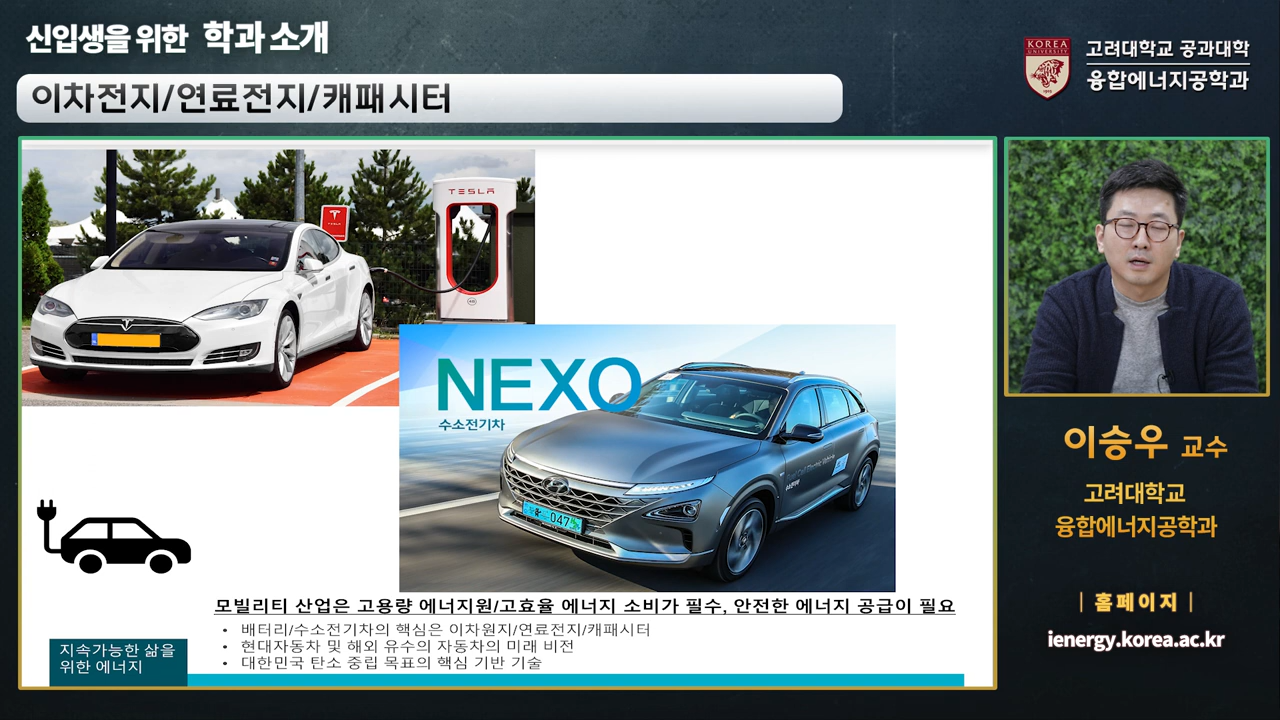 신입생을 위한 학과 소개
KOREA
UNIVERSITY
고려대학교 공과대학
융합에너지공학과
이차전지/연료전지/캐패시터
TESLA
NEXO
수소전기차
047
모빌리티 산업은 고용량 에너지원/고효율 에너지 소비가 필수, 안전한 에너지 공급이 필요
• 배터리/수소전기차의 핵심은 이차원지/연료전지/캐패시터
• 현대자동차 및 해외 유수의 자동차의 미래 비전
• 대한민국 탄소 중립 목표의 핵심 기반 기술
지속가능한 삶을
위한 에너지
이승우 교수
고려대학교
융합에너지공학과
| 홈페이지 |
ienergy.korea.ac.kr